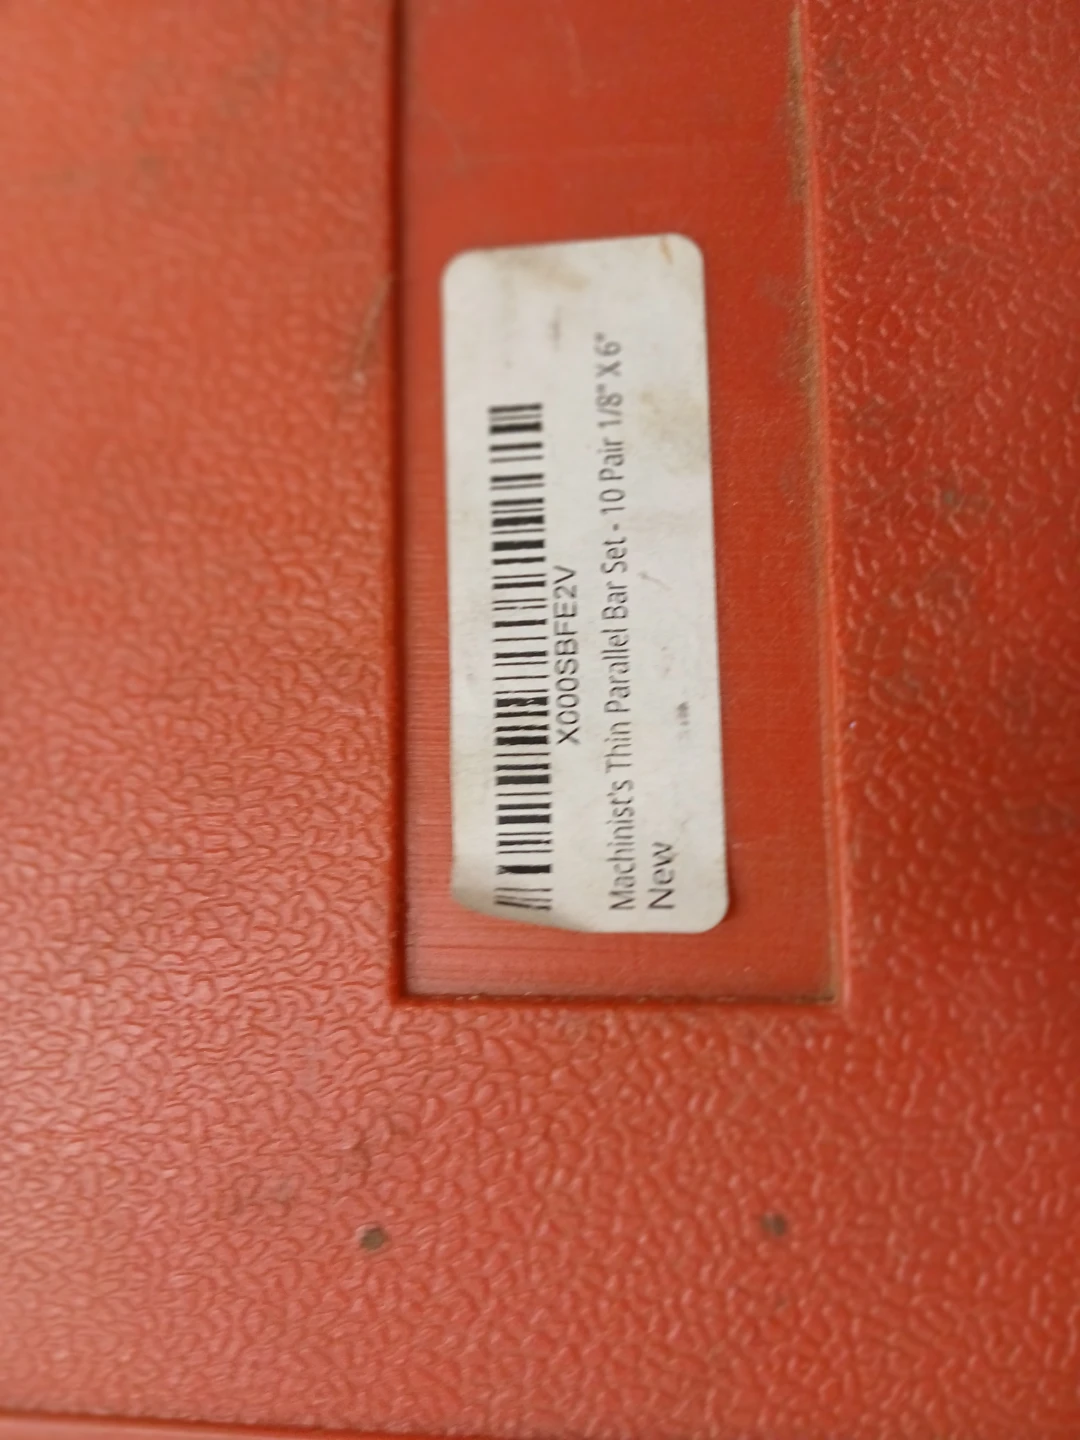 X000SBFE2V
Machinist's Thin Parallel Bar Set - 10 Pair 1/8" X 6"
New